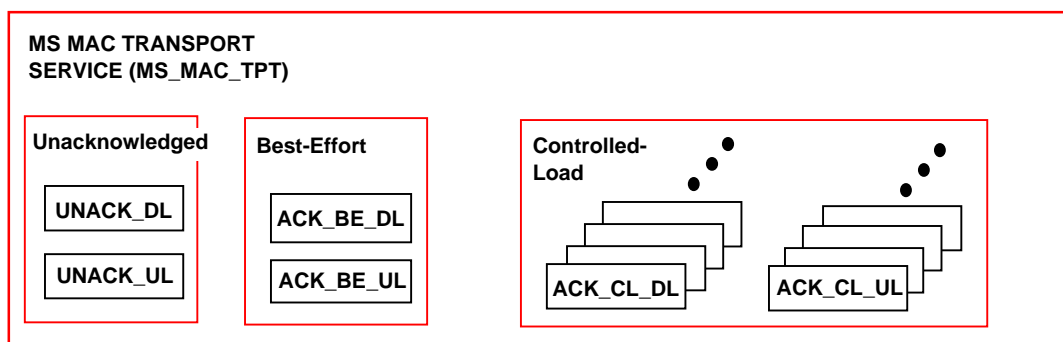 MS MAC TRANSPORT
SERVICE (MS_MAC_TPT)
Unacknowledged
Best-Effort
Controlled-
Load
UNACK_DL
UNACK_UL
ACK_BE_DL
ACK_BE_UL
ACK_CL_DL
ACK_CL_UL